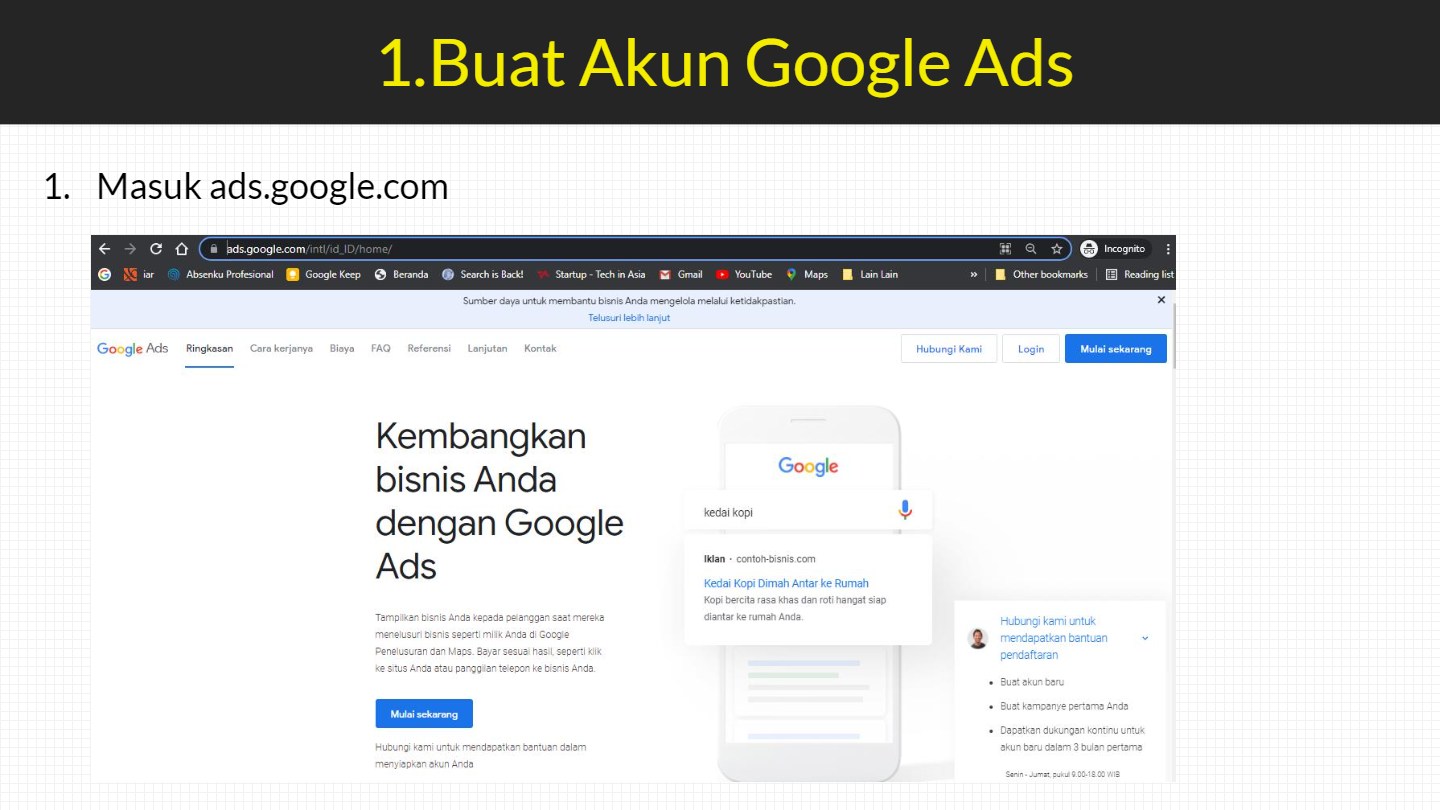 1.Buat Akun Google Ads
1. Masuk ads.google.com
ads.google.com/intl/id_ID/home/
Incognito
iar
Absenku Profesional
Google Keep
Beranda
Search is Back!
Startup - Tech in Asia
Gmail
YouTube
Maps
Lain Lain
»
Other bookmarks
Reading list
Sumber daya untuk membantu bisnis Anda mengelola melalui ketidakpastian.
Telusuri lebih lanjut
Google Ads
Ringkasan
Cara kerjanya
Biaya
FAQ
Referensi
Lanjutan
Kontak
Hubungi Kami
Login
Mulai sekarang
Kembangkan
bisnis Anda
dengan Google
Ads
Tampilkan bisnis Anda kepada pelanggan saat mereka
menelusuri bisnis seperti milik Anda di Google
Penelusuran dan Maps. Bayar sesuai hasil, seperti klik
ke situs Anda atau panggilan telepon ke bisnis Anda.
Mulai sekarang
Hubungi kami untuk mendapatkan bantuan dalam
menyiapkan akun Anda
Google
kedai kopi
Iklan · contoh-bisnis.com
Kedai Kopi Dimah Antar ke Rumah
Kopi bercita rasa khas dan roti hangat siap
diantar ke rumah Anda.
Hubungi kami untuk
mendapatkan bantuan
pendaftaran
• Buat akun baru
• Buat kampanye pertama Anda
• Dapatkan dukungan kontinu untuk
akun baru dalam 3 bulan pertama
Senin - Jumat, pukul 9.00-18.00 WIB